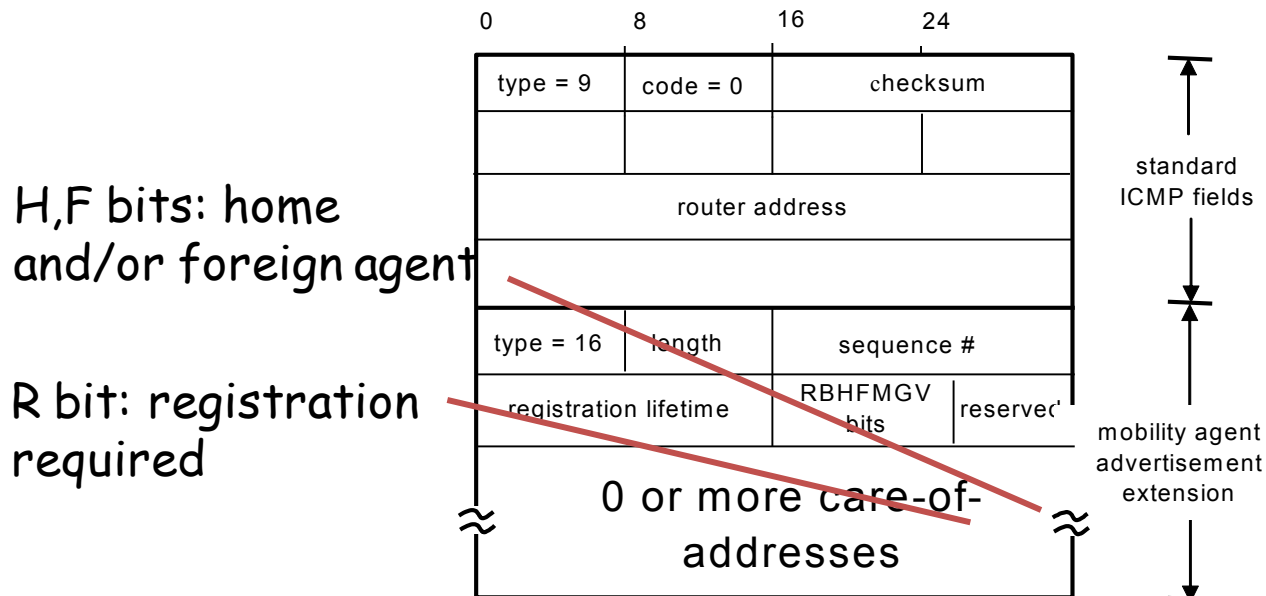 0 8 16 24
type = 9 code = 0 checksum
standard
ICMP fields
router address
H,F bits: home
and/or foreign agent
type = 16 length sequence #
R bit: registration
required
registration lifetime RBHFMGV
bits reserved
mobility agent
advertisement
extension
0 or more care-of-
addresses